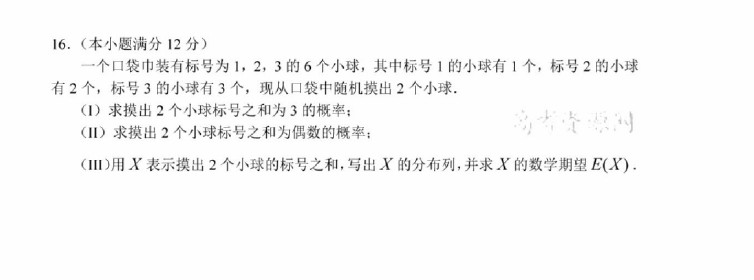 16.（本小题满分 12 分）
一个口袋中装有标号为 1，2，3 的 6 个小球，其中标号 1 的小球有 1 个，标号 2 的小球
有 2 个，标号 3 的小球有 3 个，现从口袋中随机摸出 2 个小球.
（I）求摸出 2 个小球标号之和为 3 的概率；
（II）求摸出 2 个小球标号之和为偶数的概率；
高考资源网
（III)用 X 表示摸出 2 个小球的标号之和,写出 X 的分布列,并求 X 的数学期望 E(X) .